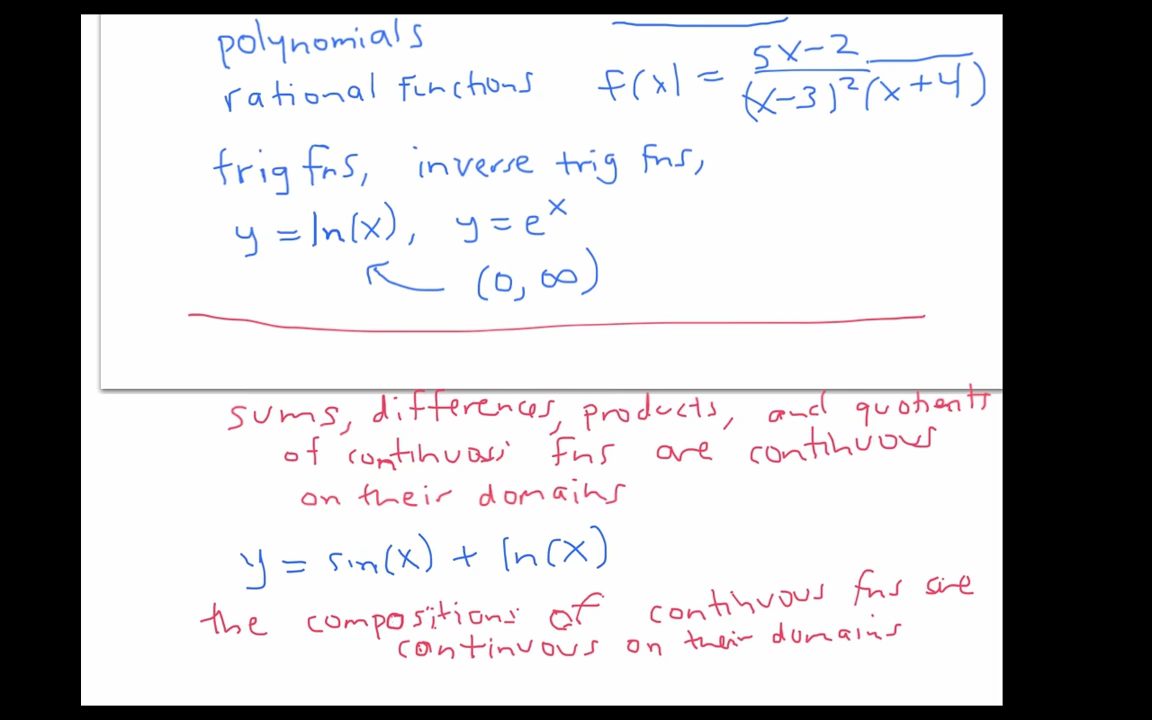 polynomials
rational functions f(x) = 5x-2 / (x-3)²(x+4)
trig fns, inverse trig fns,
y = ln(x), y = eˣ
(0, ∞)
sums, differences, products, and quotients
of continuous fns are continuous
on their domains
y = sin(x) + ln(x)
the compositions of continuous fns are
continuous on their domains